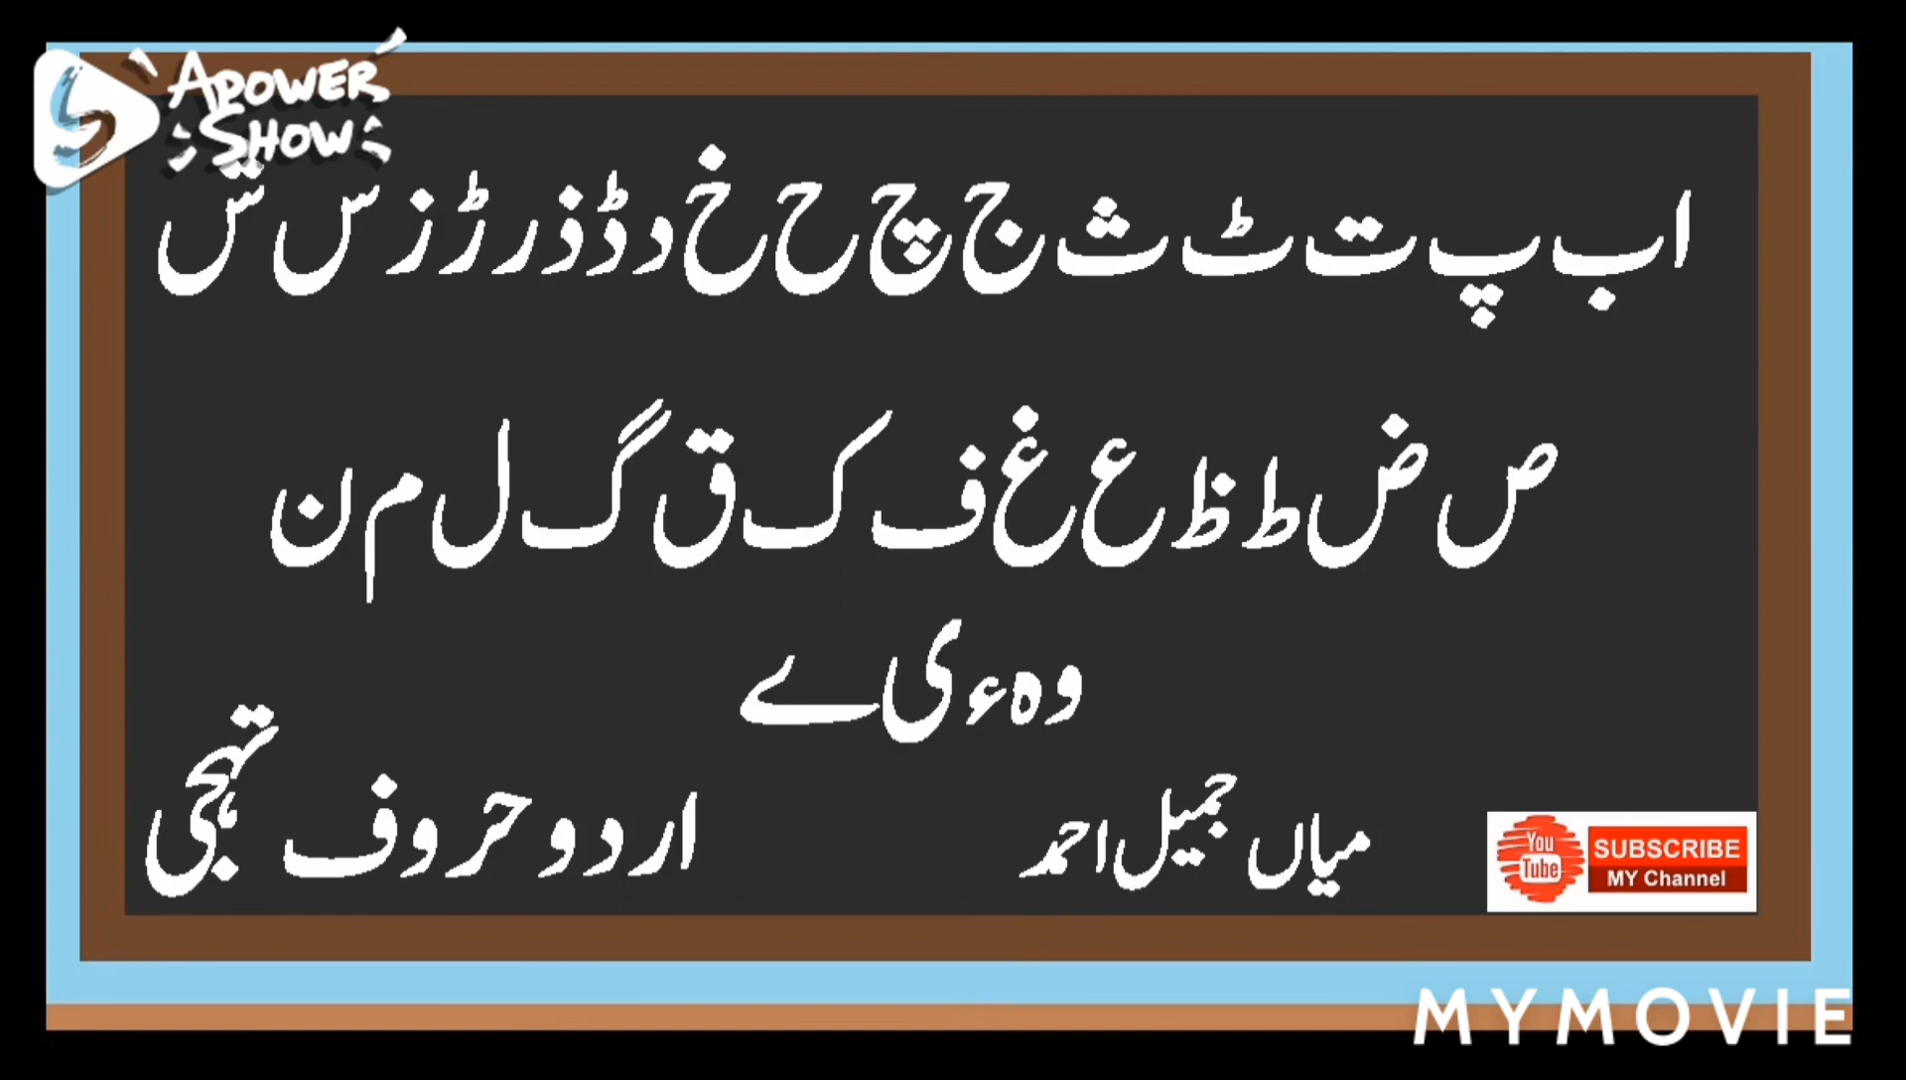 APOWER
SHOW
ا ب پ ت ٹ ث ج چ ح خ د ڈ ذ ر ڑ ز س ش
ص ض ط ظ ع غ ف ک ق گ ل م ن
و ہ ء ی ے
میاں جمیل احمد
اردو حروف تہجی
You
Tube
SUBSCRIBE
MY Channel
MYMOVIE